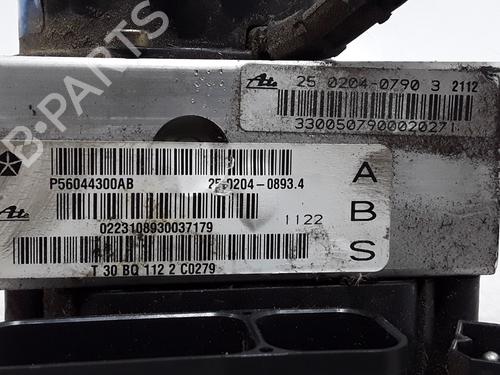 Ate 25 0204-0790 3 2112
3300507900020271
P56044300AB 25.0204-0893.4
0223108930037179
1122
Ate
T 30 BQ 112 2 C0279
A
B
S
B-PARTS